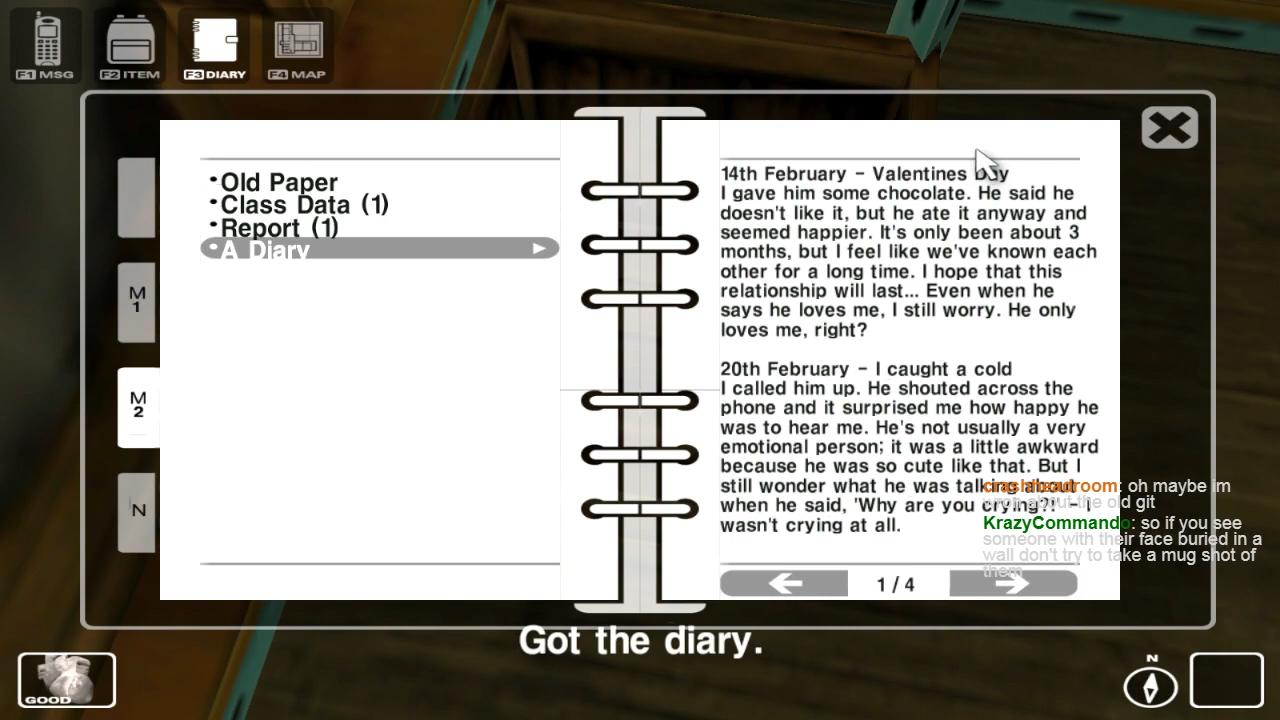 F1 MSG
F2 ITEM
F3 DIARY
F4 MAP
•Old Paper
•Class Data (1)
•Report (1)
•A Diary
M
1
M
2
N
14th February - Valentines Day
I gave him some chocolate. He said he
doesn't like it, but he ate it anyway and
seemed happier. It's only been about 3
months, but I feel like we've known each
other for a long time. I hope that this
relationship will last... Even when he
says he loves me, I still worry. He only
loves me, right?
20th February - I caught a cold
I called him up. He shouted across the
phone and it surprised me how happy he
was to hear me. He's not usually a very
emotional person; it was a little awkward
because he was so cute like that. But I
still wonder what he was talking about
when he said, 'Why are you crying?!' - I
wasn't crying at all.
1 / 4
crashheadroom: oh maybe im
wron about the old git
KrazyCommando: so if you see
someone with their face buried in a
wall don't try to take a mug shot of
them
Got the diary.
GOOD
N